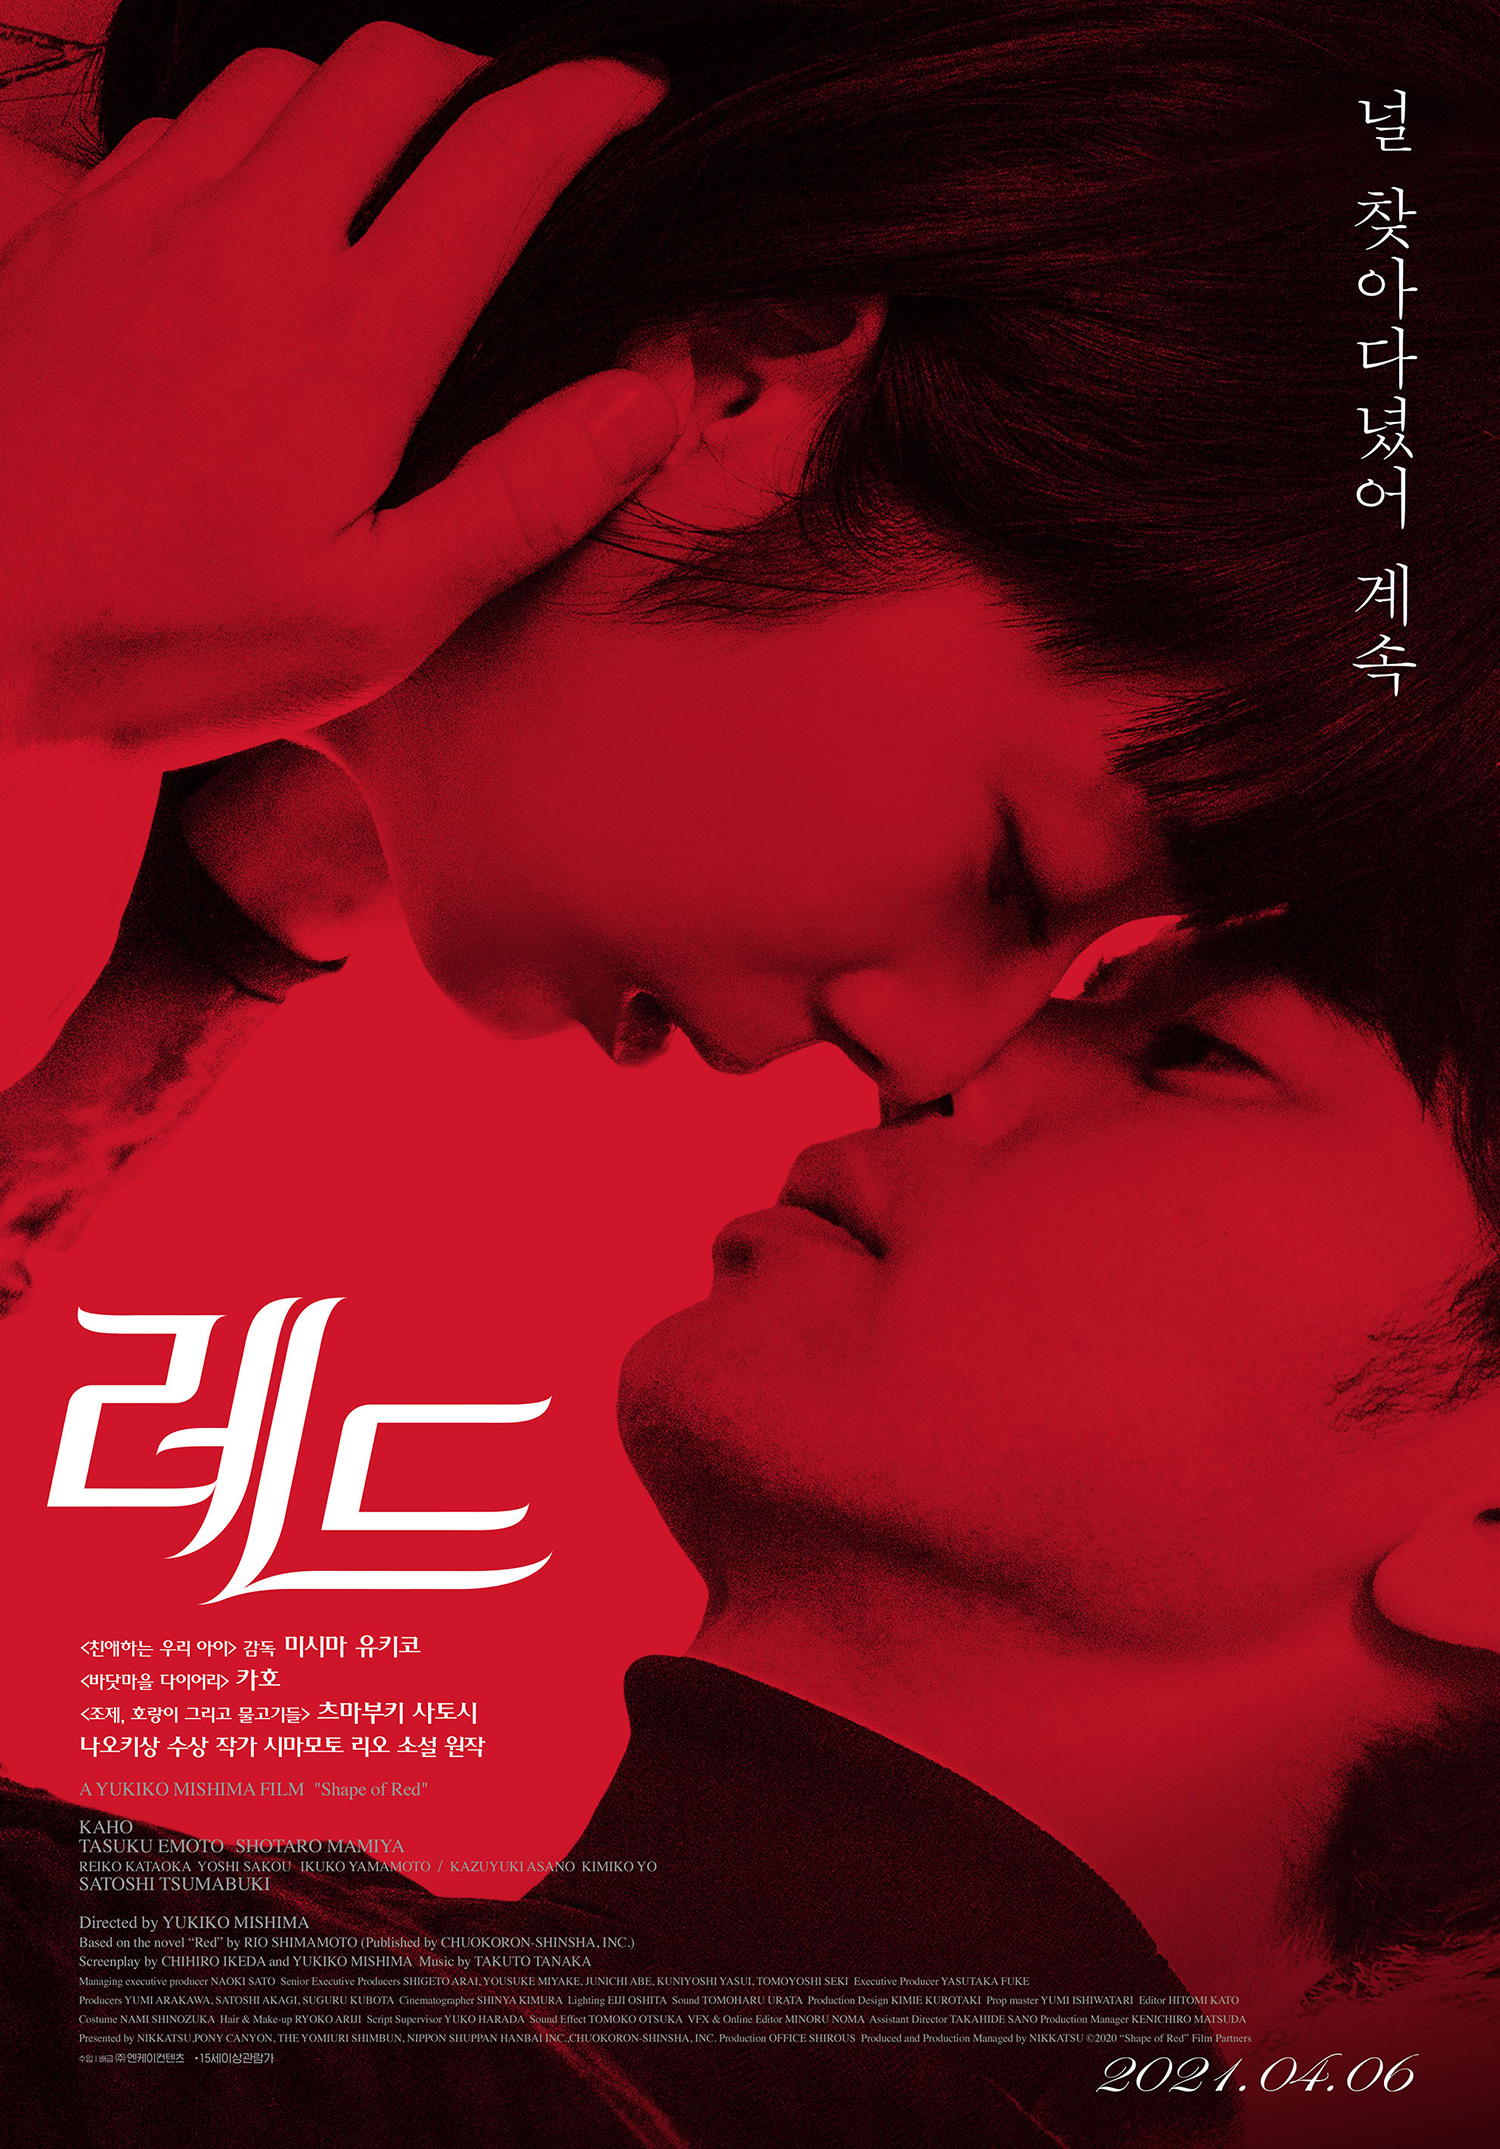 널 찾아다녔어 계속
레드
<친애하는 우리 아이> 감독 미시마 유키코
<바닷마을 다이어리> 카호
<조제, 호랑이 그리고 물고기들> 츠마부키 사토시
나오키상 수상 작가 시마모토 리오 소설 원작
A YUKIKO MISHIMA FILM "Shape of Red"
KAHO
TASUKU EMOTO SHOTARO MAMIYA
REIKO KATAOKA YOSHI SAKOU IKUKO YAMAMOTO / KAZUYUKI ASANO KIMIKO YO
SATOSHI TSUMABUKI
Directed by YUKIKO MISHIMA
Based on the novel “Red” by RIO SHIMAMOTO (Published by CHUOKORON-SHINSHA, INC.)
Screenplay by CHIHIRO IKEDA and YUKIKO MISHIMA Music by TAKUTO TANAKA
Managing executive producer NAOKI SATO Senior Executive Producers SHIGETO ARAI, YOUSUKE MIYAKE, JUNICHI ABE, KUNIYOSHI YASUI, TOMOYOSHI SEKI Executive Producer YASUTAKA FUKE
Producers YUMI ARAKAWA, SATOSHI AKAGI, SUGURU KUBOTA Cinematographer SHINYA KIMURA Lighting EIJI OSHITA Sound TOMOHARU URATA Production Design KIMIE KUROTAKI Prop master YUMI ISHIWATARI Editor HITOMI KATO
Costume NAMI SHINOZUKA Hair & Make-up RYOKO ARIJI Script Supervisor YUKO HARADA Sound Effect TOMOKO OTSUKA VFX & Online Editor MINORU NOMA Assistant Director TAKAHIDE SANO Production Manager KENICHIRO MATSUDA
Presented by NIKKATSU,PONY CANYON, THE YOMIURI SHIMBUN, NIPPON SHUPPAN HANBAI INC.,CHUOKORON-SHINSHA, INC. Production OFFICE SHIROUS Produced and Production Managed by NIKKATSU ©2020 “Shape of Red” Film Partners
수입 | 배급 ㈜엔케이컨텐츠 •15세이상관람가
2021.04.06